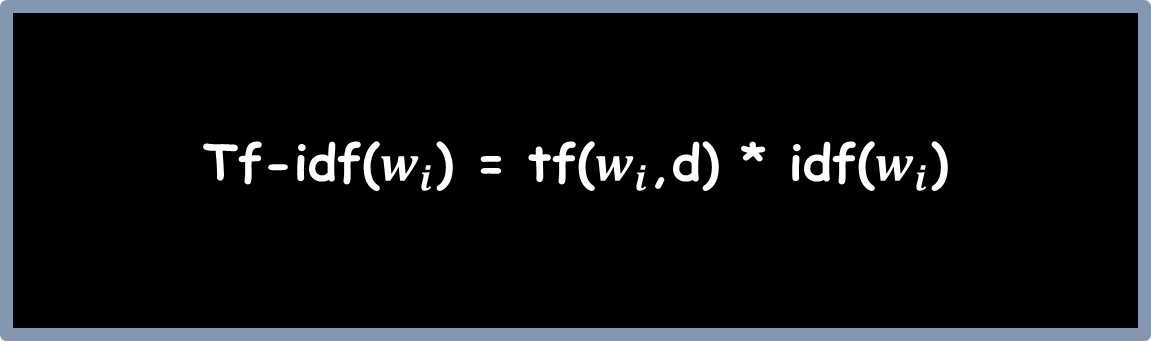 Tf-idf(wᵢ) = tf(wᵢ,d) * idf(wᵢ)